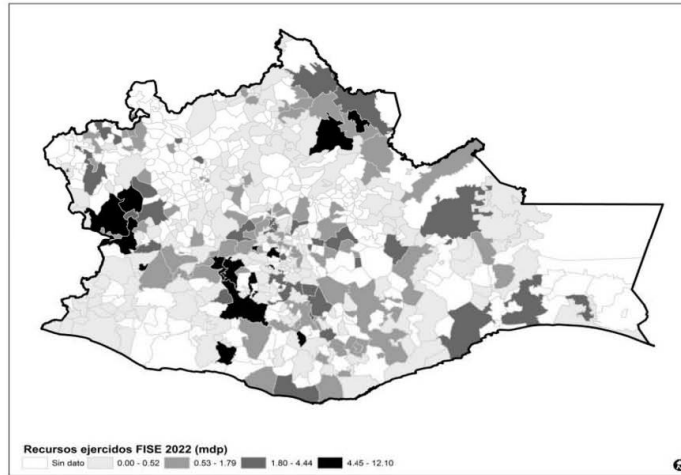 Recursos ejercidos FISE 2022 (mdp)
Sin dato 0.00 - 0.52 0.53 - 1.79 1.80 - 4.44 4.45 - 12.10